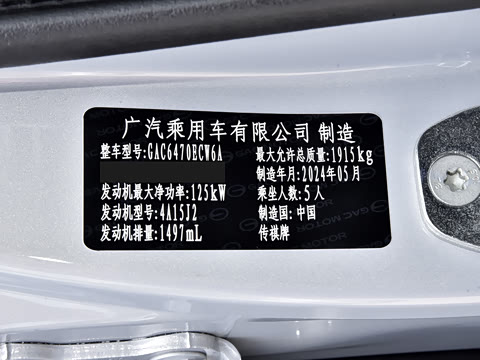 广汽乘用车有限公司 制造
整车型号:GAC6470ECW6A
最大允许总质量:1915kg
制造年月:2024年05月
发动机最大净功率:125kW
乘坐人数:5人
发动机型号:4A15J2
制造国:中国
发动机排量:1497mL
传祺牌